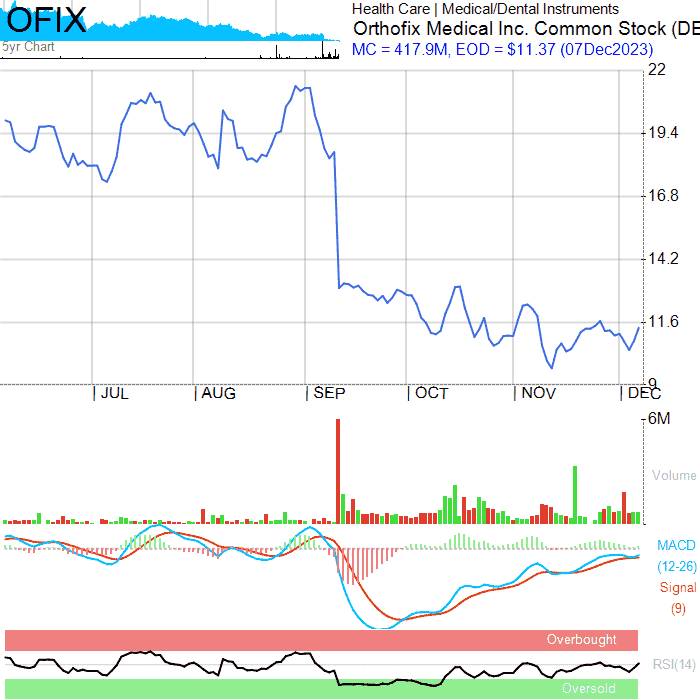 OFIX
5yr Chart
Health Care | Medical/Dental Instruments
Orthofix Medical Inc. Common Stock (DE
MC = 417.9M, EOD = $11.37 (07Dec2023)
22
19.4
16.8
14.2
11.6
9
JUL AUG SEP OCT NOV DEC
6M
Volume
MACD
(12-26)
Signal
(9)
Overbought
RSI(14)
Oversold